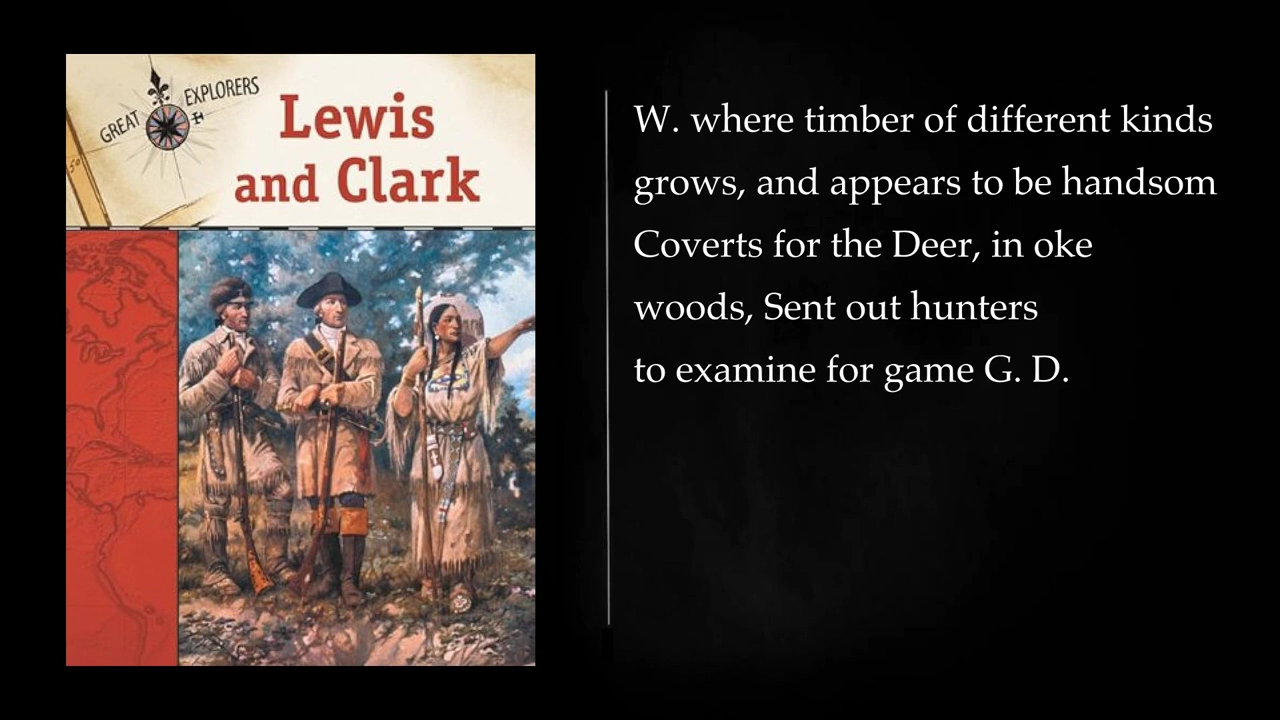 GREAT EXPLORERS
Lewis
and Clark
W. where timber of different kinds
grows, and appears to be handsom
Coverts for the Deer, in oke
woods, Sent out hunters
to examine for game G. D.